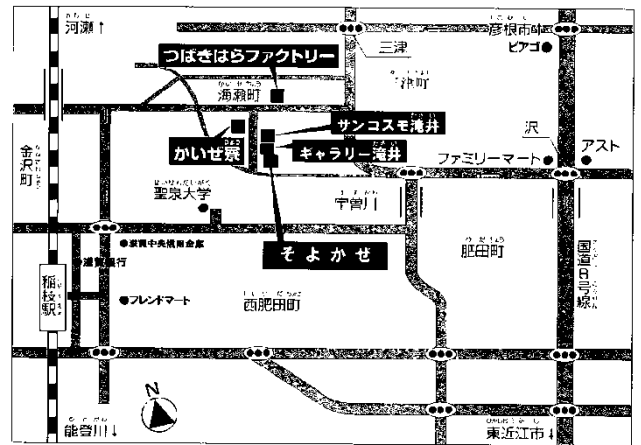 河瀬↑
彦根市↑
ビアゴ
三津
つばきはらファクトリー
海瀬町
三津町
サンコスモ滝井
かいぜ寮
ギャラリー滝井
沢
アスト
ファミリーマート
金沢町
聖泉大学
宇曽川
そよかぜ
肥田町
国道8号線
滋賀中央信用金庫
滋賀銀行
稲枝駅
フレンドマート
西肥田町
N
能登川↓
東近江市↓